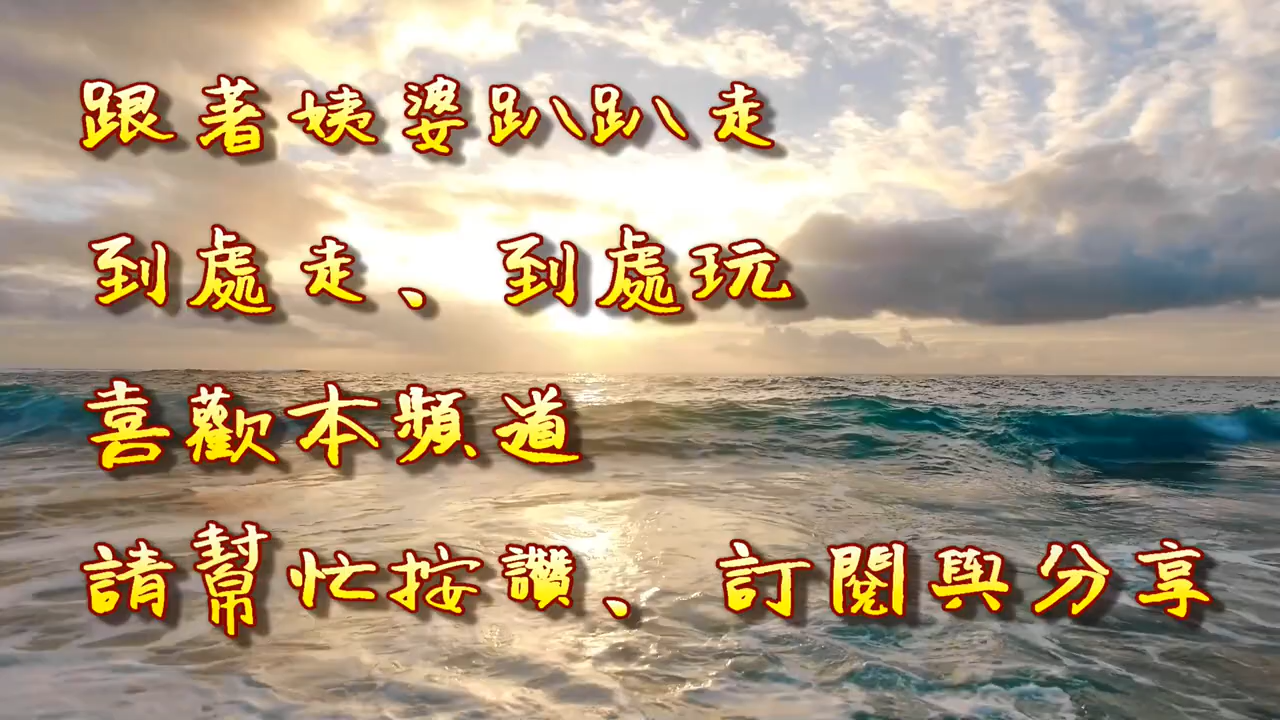 跟著姨婆趴趴走
到處走、到處玩
喜歡本頻道
請幫忙按讚、訂閱與分享